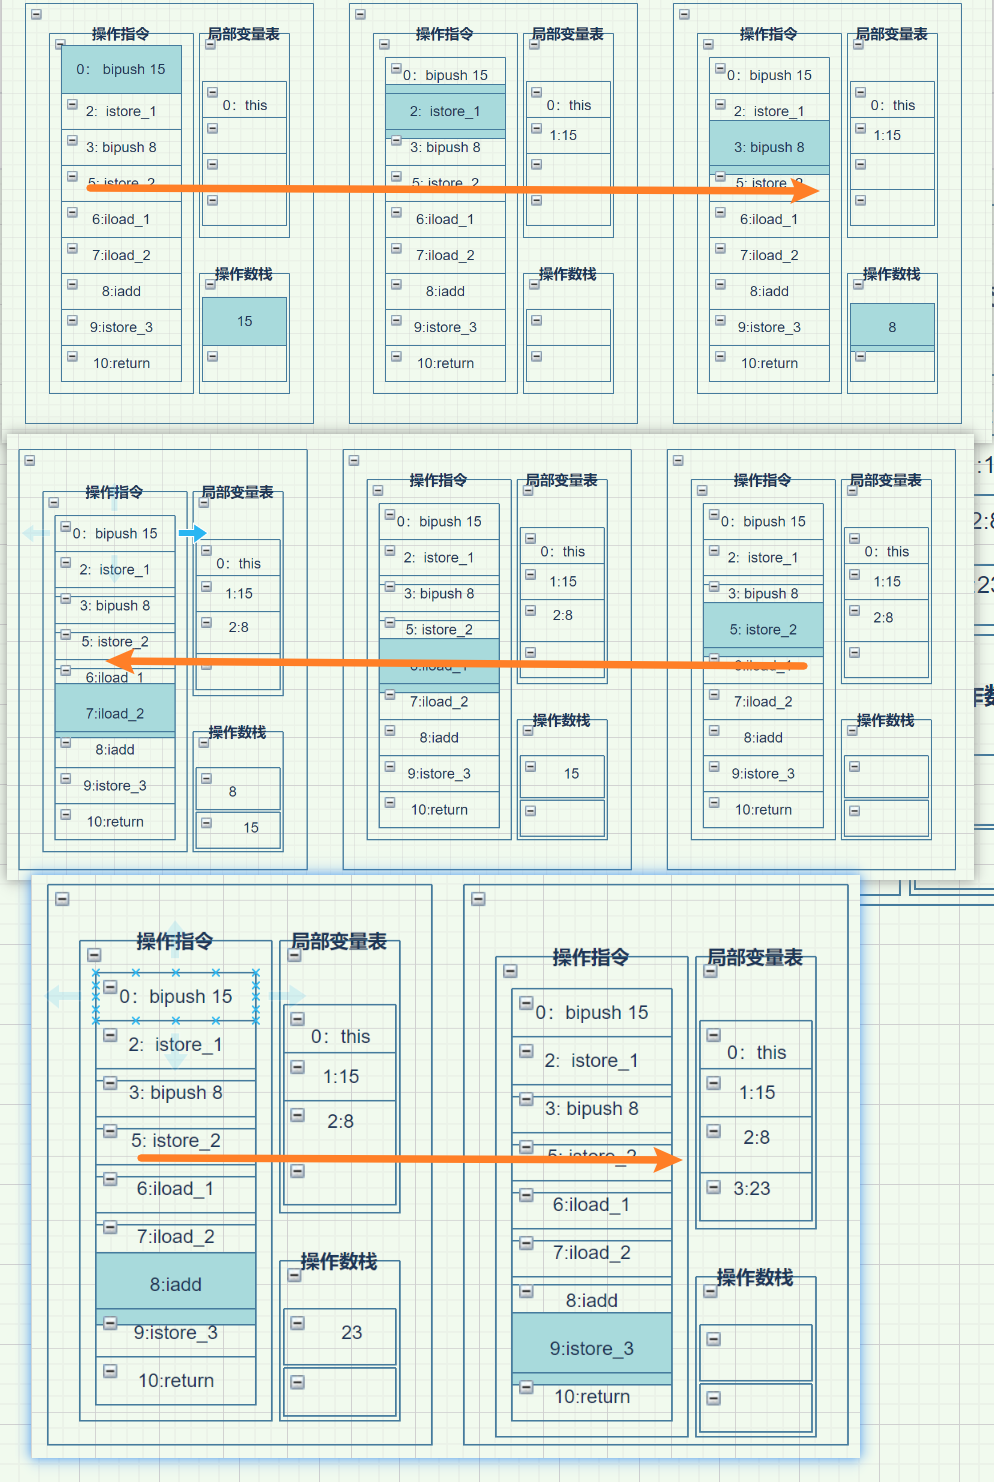 操作指令
0: bipush 15
2: istore_1
3: bipush 8
5: istore_2
6:iload_1
7:iload_2
8:iadd
9:istore_3
10:return
局部变量表
0: this
操作数栈
15
操作指令
0: bipush 15
2: istore_1
3: bipush 8
5: istore_2
6:iload_1
7:iload_2
8:iadd
9:istore_3
10:return
局部变量表
0: this
1:15
操作数栈
操作指令
0: bipush 15
2: istore_1
3: bipush 8
5: istore_2
6:iload_1
7:iload_2
8:iadd
9:istore_3
10:return
局部变量表
0: this
1:15
操作数栈
8
操作指令
0: bipush 15
2: istore_1
3: bipush 8
5: istore_2
6:iload_1
7:iload_2
8:iadd
9:istore_3
10:return
局部变量表
0: this
1:15
2:8
操作数栈
8
15
操作指令
0: bipush 15
2: istore_1
3: bipush 8
5: istore_2
6:iload_1
7:iload_2
8:iadd
9:istore_3
10:return
局部变量表
0: this
1:15
2:8
操作数栈
15
操作指令
0: bipush 15
2: istore_1
3: bipush 8
5: istore_2
6:iload_1
7:iload_2
8:iadd
9:istore_3
10:return
局部变量表
0: this
1:15
2:8
操作数栈
操作指令
0: bipush 15
2: istore_1
3: bipush 8
5: istore_2
6:iload_1
7:iload_2
8:iadd
9:istore_3
10:return
局部变量表
0: this
1:15
2:8
操作数栈
23
操作指令
0: bipush 15
2: istore_1
3: bipush 8
5: istore_2
6:iload_1
7:iload_2
8:iadd
9:istore_3
10:return
局部变量表
0: this
1:15
2:8
3:23
操作数栈